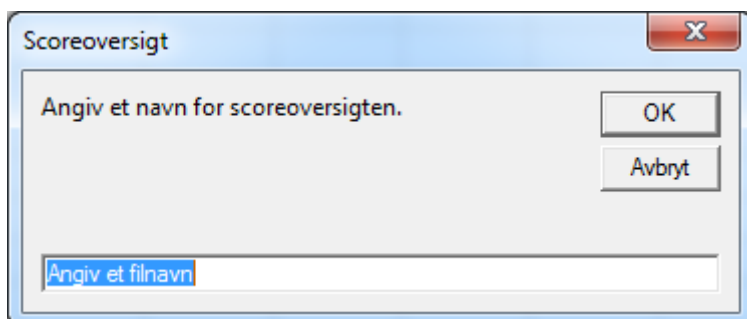 Scoreoversigt
Angiv et navn for scoreoversigten.
OK
Avbryt
Angiv et filnavn